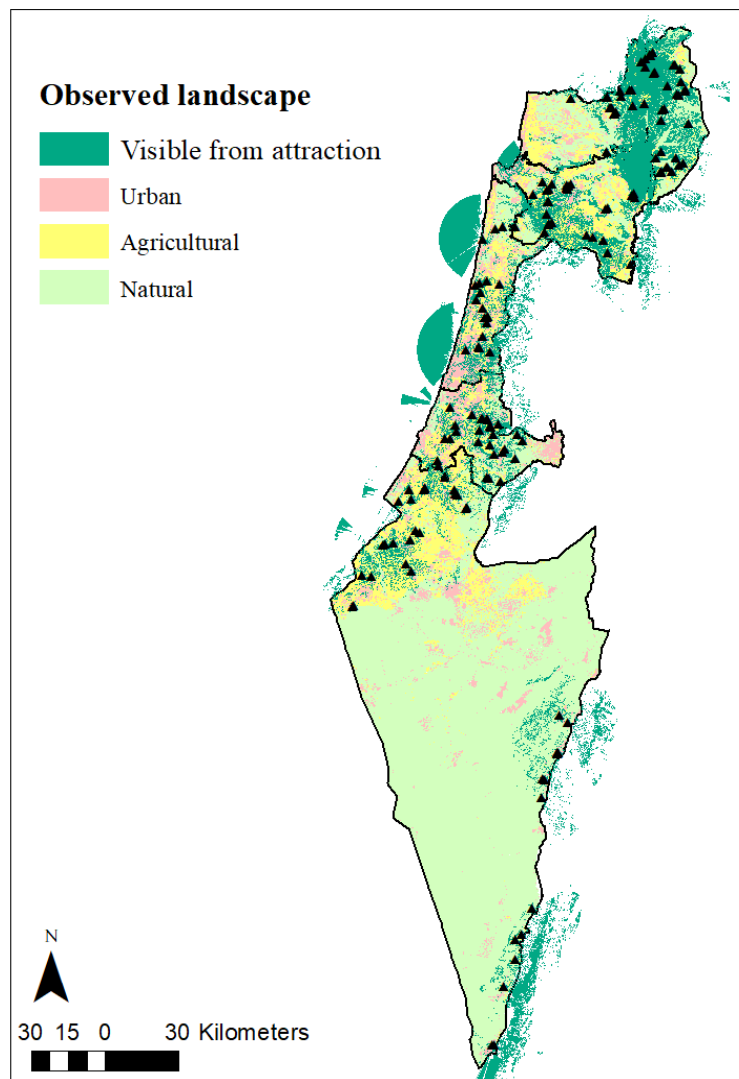 Observed landscape
Visible from attraction
Urban
Agricultural
Natural
N
30 15 0 30 Kilometers